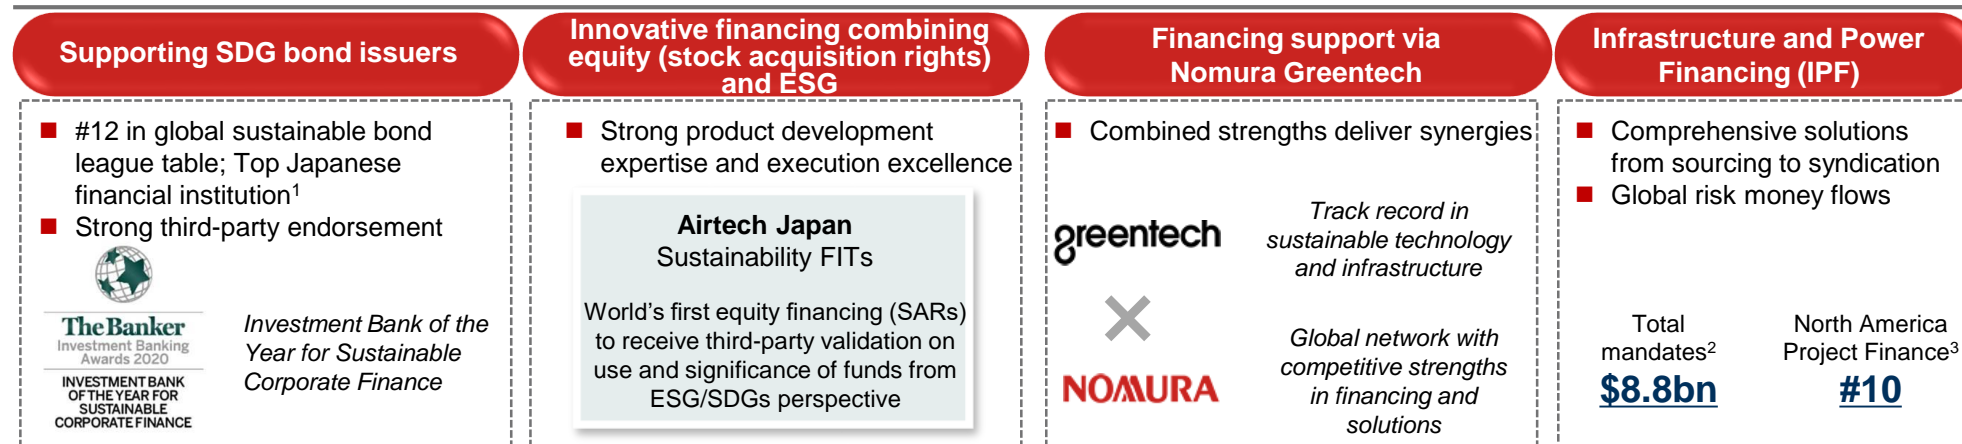 Supporting SDG bond issuers
#12 in global sustainable bond
league table; Top Japanese
financial institution1
Strong third-party endorsement
The Banker
Investment Banking
Awards 2020
INVESTMENT BANK
OF THE YEAR FOR
SUSTAINABLE
CORPORATE FINANCE
Investment Bank of the
Year for Sustainable
Corporate Finance
Innovative financing combining
equity (stock acquisition rights)
and ESG
Strong product development
expertise and execution excellence
Airtech Japan
Sustainability FITs
World's first equity financing (SARs)
to receive third-party validation on
use and significance of funds from
ESG/SDGs perspective
Financing support via
Nomura Greentech
Combined strengths deliver synergies
greentech
Track record in
sustainable technology
and infrastructure
NOMURA
Global network with
competitive strengths
in financing and
solutions
Infrastructure and Power
Financing (IPF)
Comprehensive solutions
from sourcing to syndication
Global risk money flows
Total
mandates2
$8.8bn
North America
Project Finance3
#10